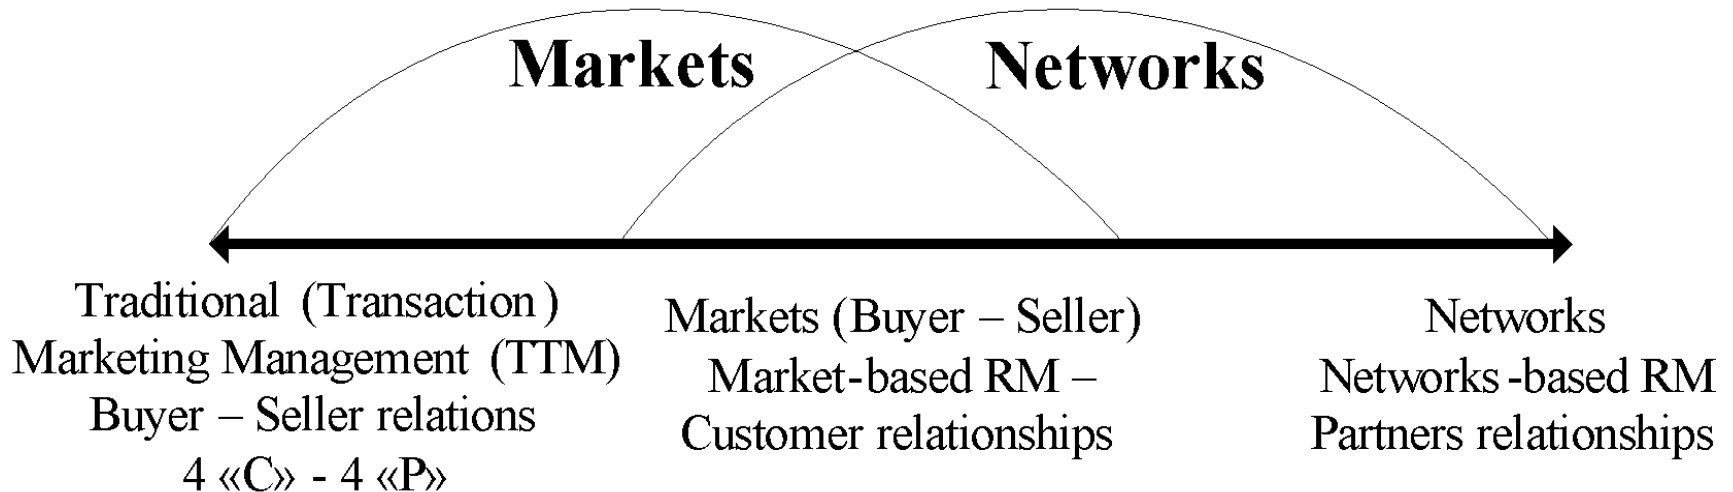 Markets
Networks
Traditional (Transaction)
Marketing Management (TTM)
Buyer – Seller relations
4 «C» - 4 «P»
Markets (Buyer – Seller)
Market-based RM –
Customer relationships
Networks
Networks-based RM
Partners relationships